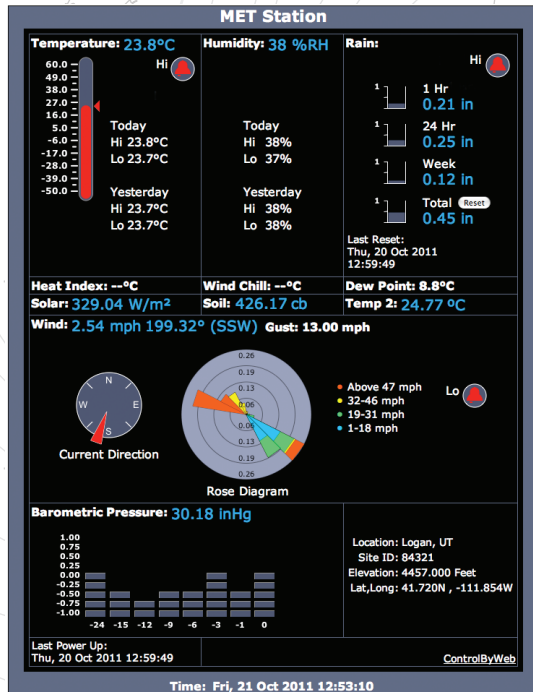 MET Station
Temperature: 23.8°C
Hi
60.0
49.0
38.0
27.0
16.0
5.0
-6.0
-17.0
-28.0
-39.0
-50.0
Today
Hi 23.8ºC
Lo 23.7ºC
Yesterday
Hi 23.7ºC
Lo 23.7ºC
Humidity: 38 %RH
Today
Hi 38%
Lo 37%
Yesterday
Hi 38%
Lo 38%
Rain:
Hi
1
1 Hr
0.21 in
1
24 Hr
0.25 in
1
Week
0.12 in
1
Total Reset
0.45 in
Last Reset:
Thu, 20 Oct 2011
12:59:49
Heat Index: --°C
Wind Chill: --°C
Dew Point: 8.8°C
Solar: 329.04 W/m²
Soil: 426.17 cb
Temp 2: 24.77 ºC
Wind: 2.54 mph 199.32° (SSW) Gust: 13.00 mph
N
W
E
S
Current Direction
0.26
0.19
0.13
0.06
0.06
0.13
0.19
0.26
Rose Diagram
Above 47 mph
32-46 mph
19-31 mph
1-18 mph
Lo
Barometric Pressure: 30.18 inHg
1.00
0.75
0.50
0.25
0.00
-0.25
-0.50
-0.75
-1.00
-24 -15 -12 -9 -6 -3 -1 0
Location: Logan, UT
Site ID: 84321
Elevation: 4457.000 Feet
Lat,Long: 41.720N , -111.854W
Last Power Up:
Thu, 20 Oct 2011 12:59:49
ControlByWeb
Time: Fri, 21 Oct 2011 12:53:10